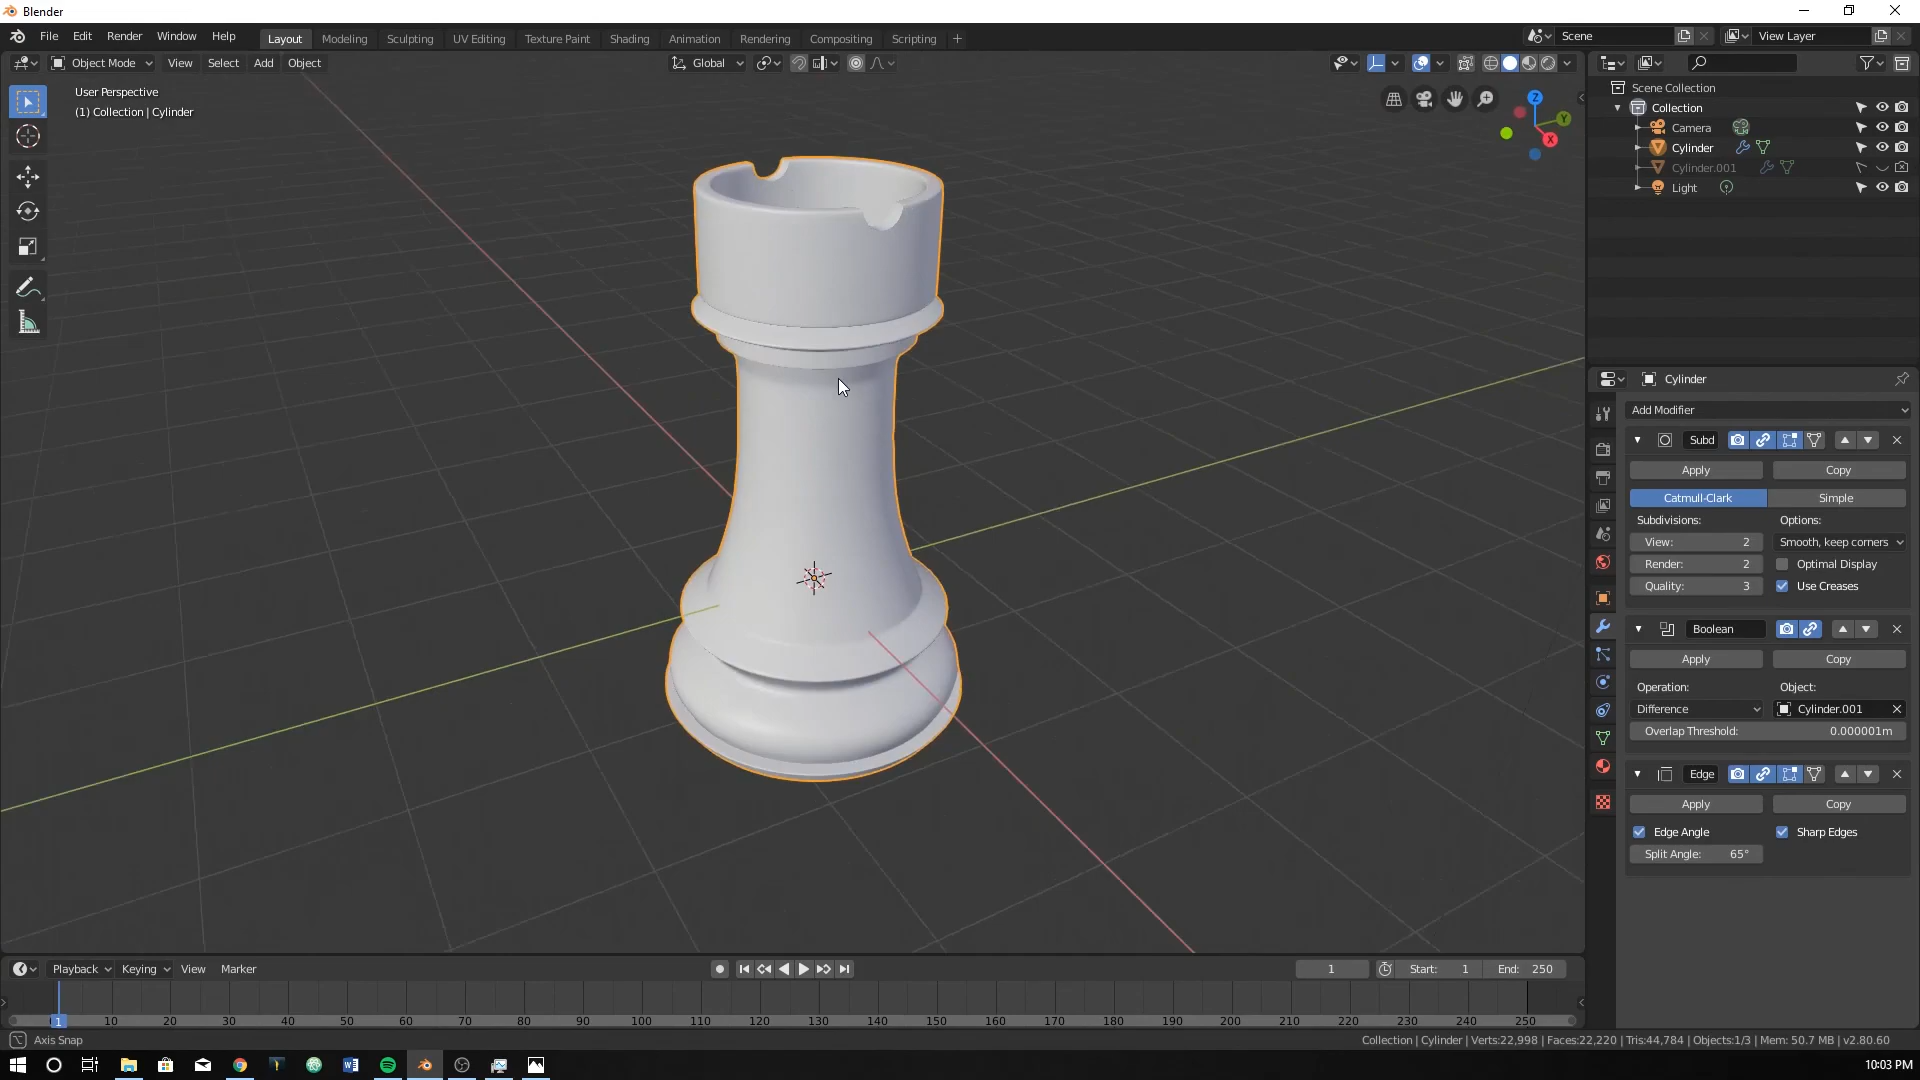 Blender
File Edit Render Window Help Layout Modeling Sculpting UV Editing Texture Paint Shading Animation Rendering Compositing Scripting + Scene View Layer
Object Mode View Select Add Object Global
User Perspective
(1) Collection | Cylinder
Z
Y
X
Scene Collection
Collection
Camera
Cylinder
Cylinder.001
Light
Cylinder
Add Modifier
Subd
Apply Copy
Catmull-Clark Simple
Subdivisions: Options:
View: 2 Smooth, keep corners
Render: 2 Optimal Display
Quality: 3 Use Creases
Boolean
Apply Copy
Operation: Object:
Difference Cylinder.001
Overlap Threshold: 0.000001m
Edge
Apply Copy
Edge Angle Sharp Edges
Split Angle: 65°
Playback Keying View Marker 1 Start: 1 End: 250
1 10 20 30 40 50 60 70 80 90 100 110 120 130 140 150 160 170 180 190 200 210 220 230 240 250
Axis Snap Collection | Cylinder | Verts:22,998 | Faces:22,220 | Tris:44,784 | Objects:1/3 | Mem: 50.7 MB | v2.80.60
10:03 PM